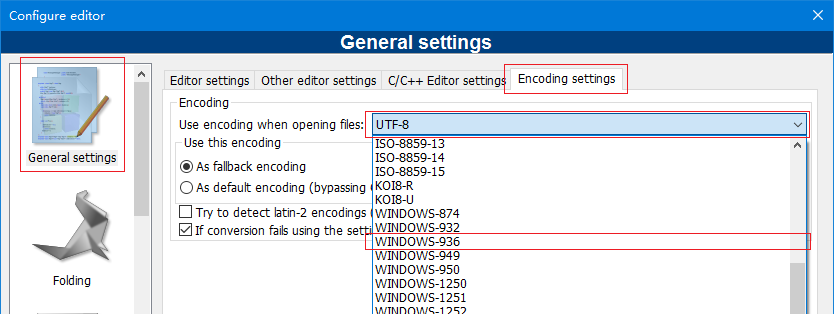 Configure editor
General settings
General settings
Folding
Editor settings
Other editor settings
C/C++ Editor settings
Encoding settings
Encoding
Use encoding when opening files:
UTF-8
Use this encoding
As fallback encoding
As default encoding (bypassing
Try to detect latin-2 encodings
If conversion fails using the
ISO-8859-13
ISO-8859-14
ISO-8859-15
KOI8-R
KOI8-U
WINDOWS-874
WINDOWS-932
WINDOWS-936
WINDOWS-949
WINDOWS-950
WINDOWS-1250
WINDOWS-1251
WINDOWS-1252